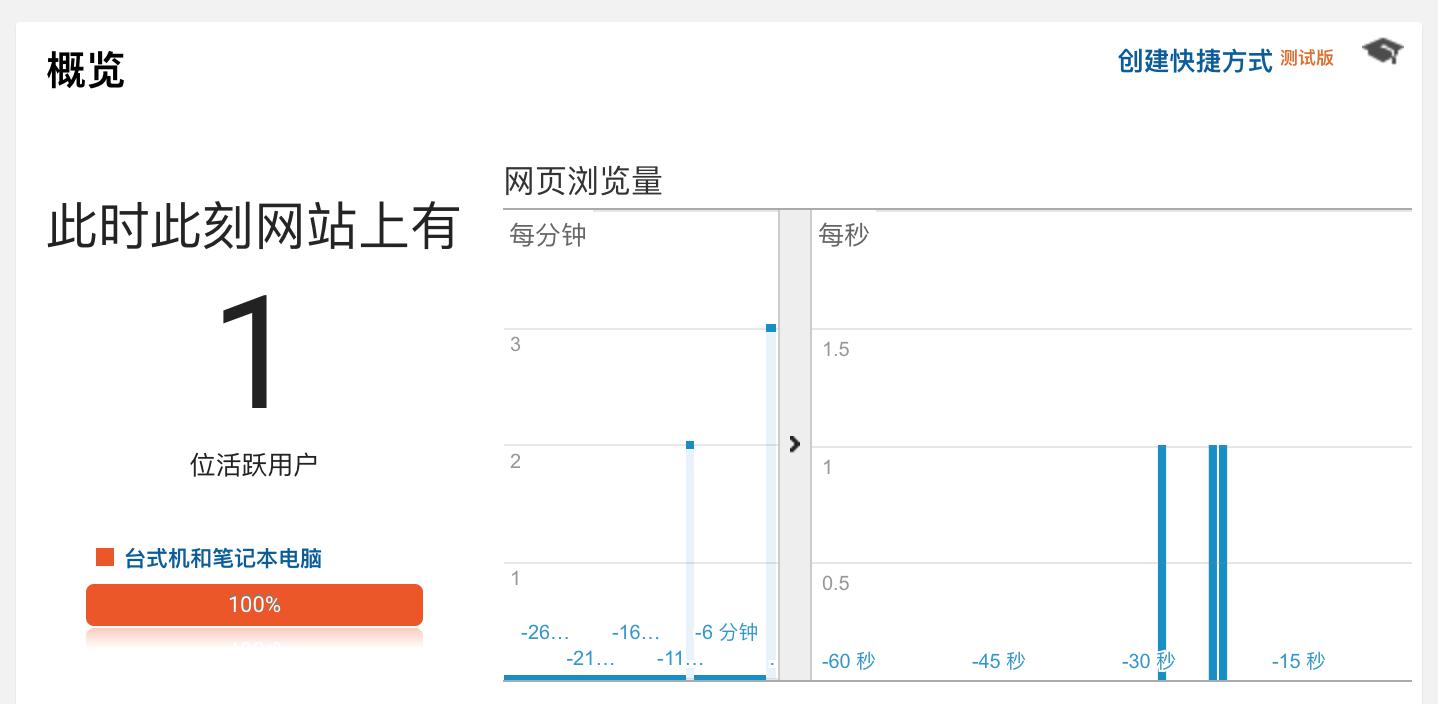 概览
创建快捷方式 测试版
此时此刻网站上有
1
位活跃用户
台式机和笔记本电脑
100%
网页浏览量
每分钟
3
2
1
-26... -16... -6 分钟
-21... -11... .
每秒
1.5
1
0.5
-60 秒 -45 秒 -30 秒 -15 秒